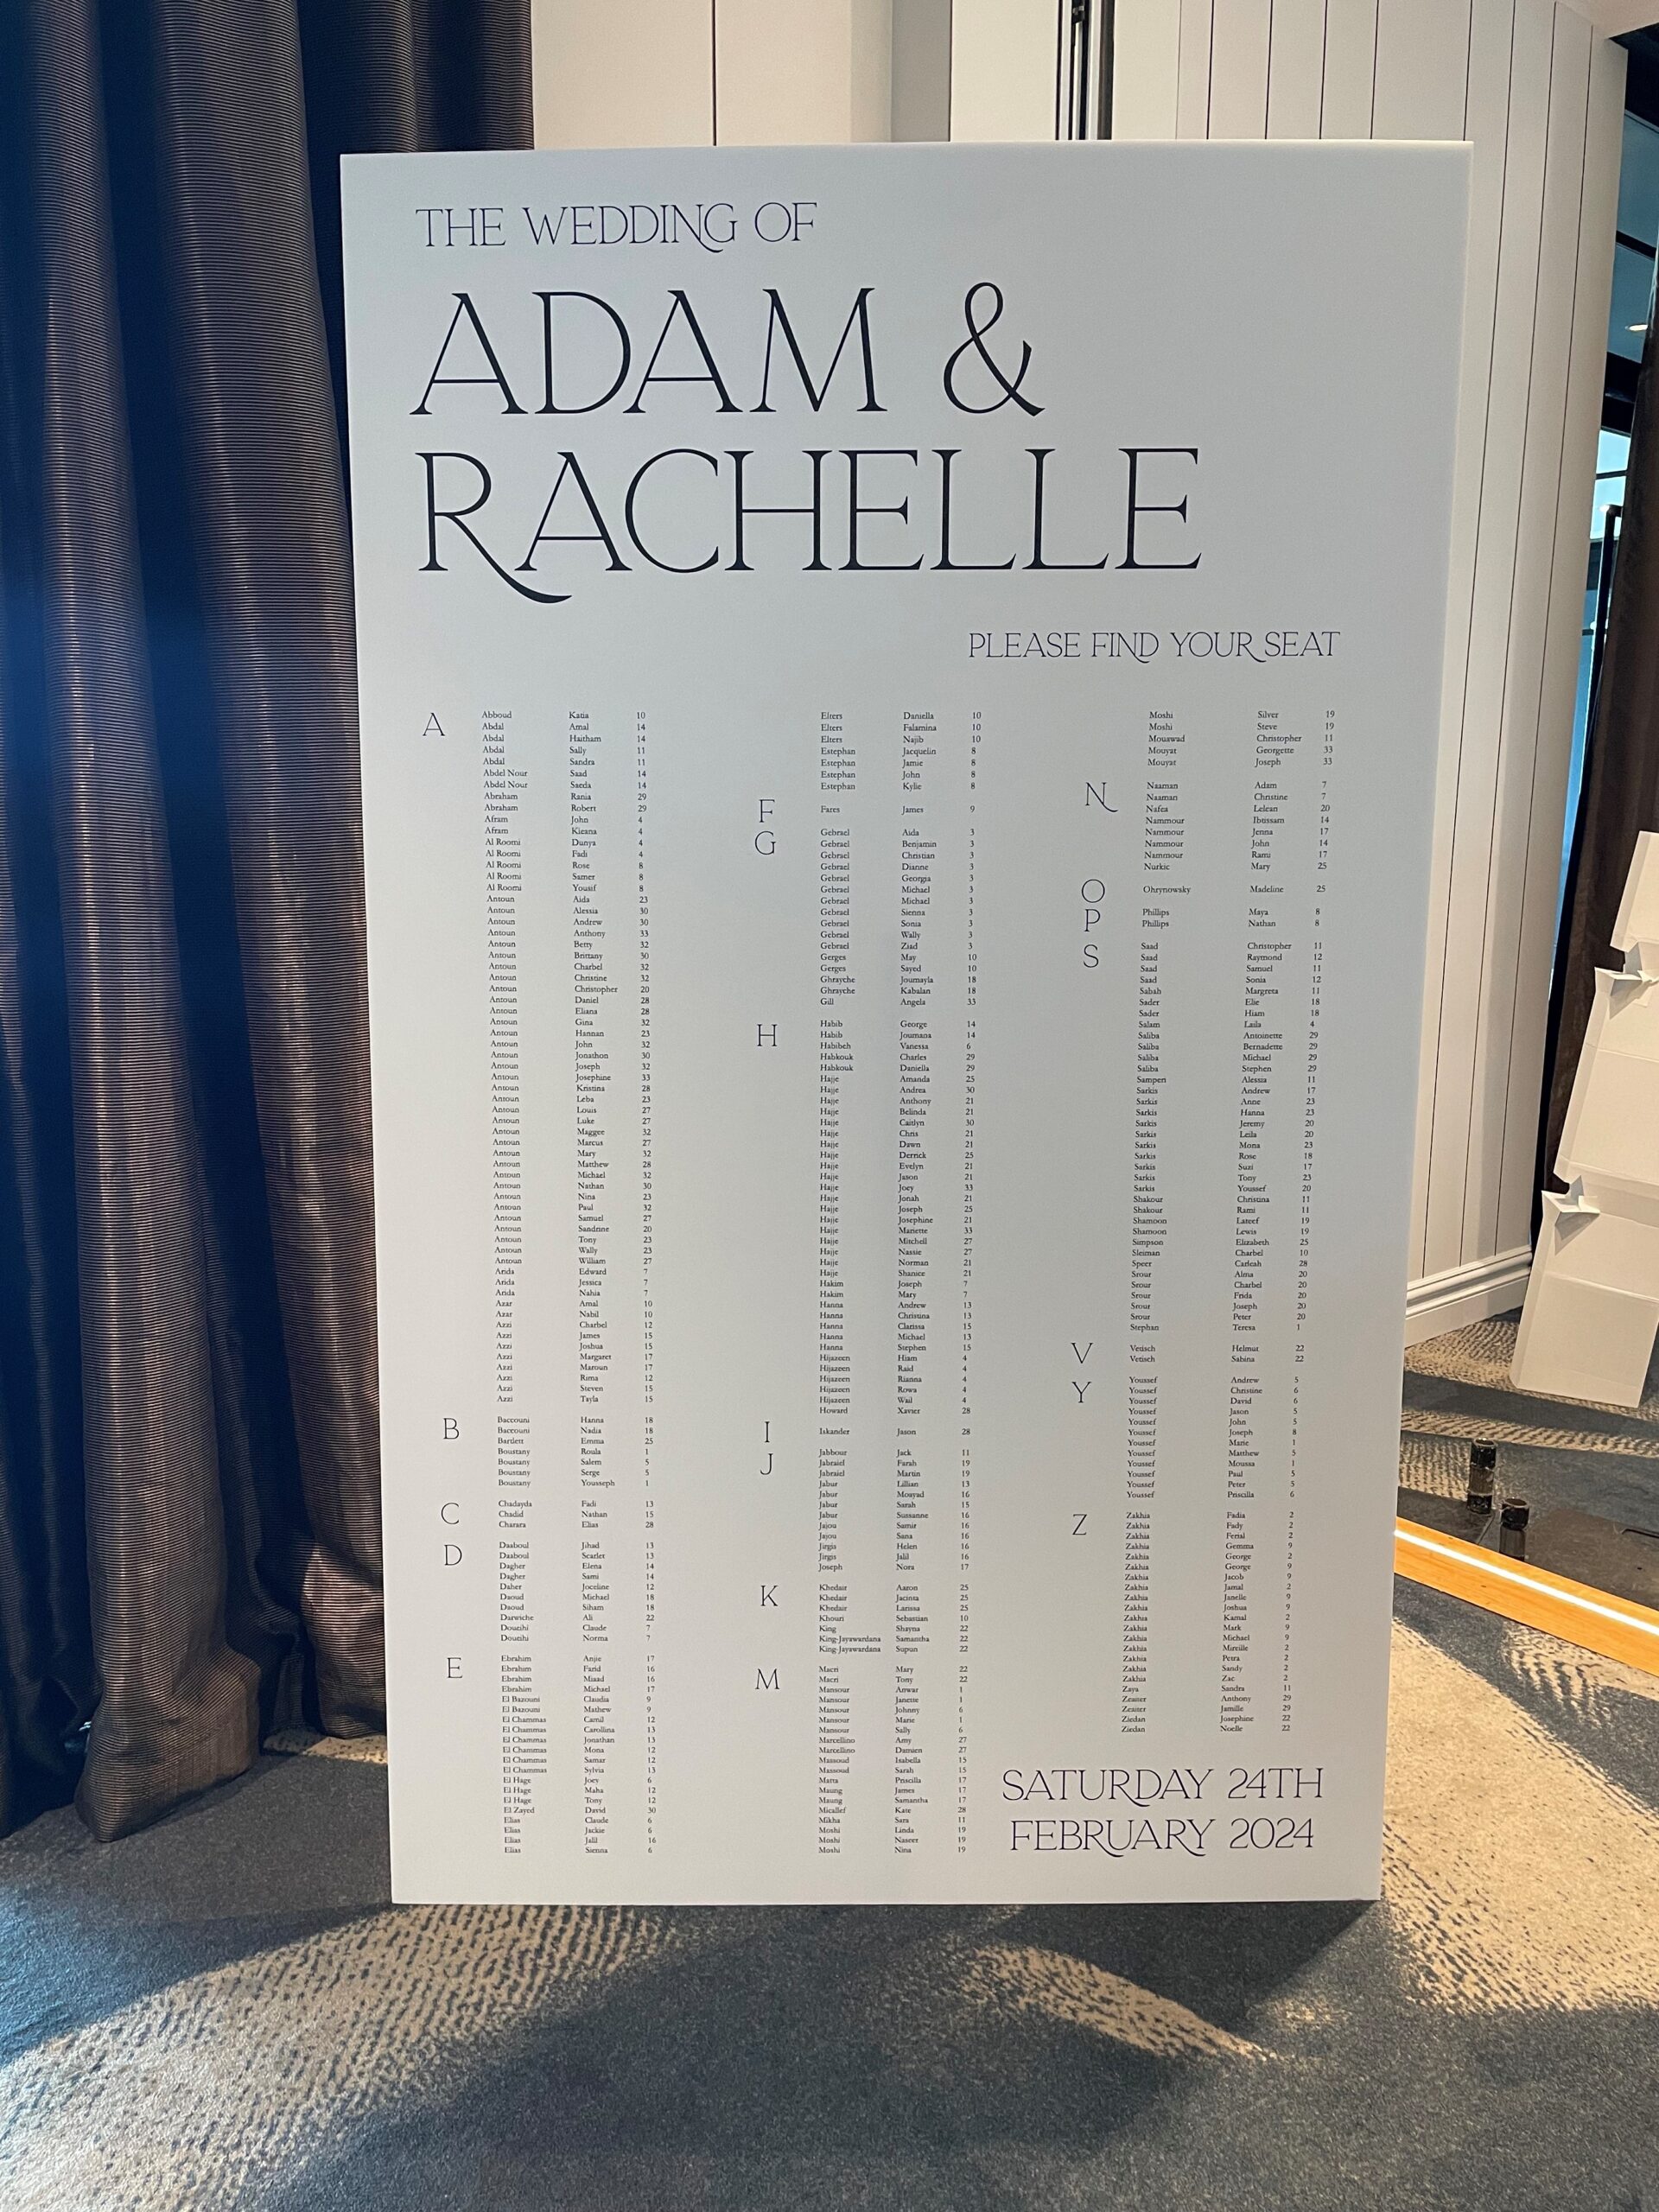 THE WEDDING OF
ADAM &
RACHELLE
PLEASE FIND YOUR SEAT
A
Abboud Katia 10
Abdal Amal 14
Abdal Haitham 14
Abdal Sally 11
Abdal Sandra 11
Abdel Nour Saad 14
Abdel Nour Saeda 14
Abraham Rania 29
Abraham Robert 29
Afram John 4
Afram Kieana 4
Al Roomi Dunya 4
Al Roomi Fadi 4
Al Roomi Rose 8
Al Roomi Samer 8
Al Roomi Yousif 8
Antoun Aida 23
Antoun Alessia 30
Antoun Andrew 30
Antoun Anthony 33
Antoun Betty 32
Antoun Brittany 30
Antoun Charbel 32
Antoun Christine 32
Antoun Christopher 20
Antoun Daniel 28
Antoun Eliana 28
Antoun Gina 32
Antoun Hannan 23
Antoun John 32
Antoun Jonathon 30
Antoun Joseph 32
Antoun Josephine 33
Antoun Kristina 28
Antoun Leba 23
Antoun Louis 27
Antoun Luke 27
Antoun Maggee 32
Antoun Marcus 27
Antoun Mary 32
Antoun Matthew 28
Antoun Michael 32
Antoun Nathan 30
Antoun Nina 23
Antoun Paul 32
Antoun Samuel 27
Antoun Sandrine 20
Antoun Tony 23
Antoun Wally 23
Antoun William 27
Arida Edward 7
Arida Jessica 7
Arida Nahia 7
Azar Amal 10
Azar Nabil 10
Azzi Charbel 12
Azzi James 15
Azzi Joshua 15
Azzi Margaret 17
Azzi Maroun 17
Azzi Rima 12
Azzi Steven 15
Azzi Tayla 15
B
Baccouni Hanna 18
Baccouni Nadia 18
Bartlett Emma 25
Boustany Roula 1
Boustany Salem 5
Boustany Serge 5
Boustany Yousseph 1
C
Chadayda Fadi 13
Chadid Nathan 15
Charara Elias 28
D
Daaboul Jihad 13
Daaboul Scarlet 13
Dagher Elena 14
Dagher Sami 14
Daher Joceline 12
Daoud Michael 18
Daoud Siham 18
Darwiche Ali 22
Douaihi Claude 7
Douaihi Norma 7
E
Ebrahim Anjie 17
Ebrahim Farid 16
Ebrahim Miaad 16
Ebrahim Michael 17
El Bazouni Claudia 9
El Bazouni Mathew 9
El Chammas Camil 12
El Chammas Carollina 13
El Chammas Jonathan 13
El Chammas Mona 12
El Chammas Samar 12
El Chammas Sylvia 13
El Hage Joey 6
El Hage Maha 12
El Hage Tony 12
El Zayed David 30
Elias Claude 6
Elias Jackie 6
Elias Jalil 16
Elias Sienna 6
Elters Daniella 10
Elters Falamina 10
Elters Najib 10
Estephan Jacquelin 8
Estephan Jamie 8
Estephan John 8
Estephan Kylie 8
F
Fares James 9
G
Gebrael Aida 3
Gebrael Benjamin 3
Gebrael Christian 3
Gebrael Dianne 3
Gebrael Georgia 3
Gebrael Michael 3
Gebrael Michael 3
Gebrael Sienna 3
Gebrael Sonia 3
Gebrael Wally 3
Gebrael Ziad 3
Gerges May 10
Gerges Sayed 10
Ghrayche Joumayla 18
Ghrayche Kabalan 18
Gill Angela 33
H
Habib George 14
Habib Joumana 14
Habibeh Vanessa 6
Habkouk Charles 29
Habkouk Daniella 29
Hajje Amanda 25
Hajje Andrea 30
Hajje Anthony 21
Hajje Belinda 21
Hajje Caitlyn 30
Hajje Chris 21
Hajje Dawn 21
Hajje Derrick 25
Hajje Evelyn 21
Hajje Jason 21
Hajje Joey 33
Hajje Jonah 21
Hajje Joseph 25
Hajje Josephine 21
Hajje Mariette 33
Hajje Mitchell 27
Hajje Nassie 27
Hajje Norman 21
Hajje Shanice 21
Hakim Joseph 7
Hakim Mary 7
Hanna Andrew 13
Hanna Christina 13
Hanna Clarissa 15
Hanna Michael 13
Hanna Stephen 15
Hijazeen Hiam 4
Hijazeen Raid 4
Hijazeen Rianna 4
Hijazeen Rowa 4
Hijazeen Wail 4
Howard Xavier 28
I
Iskander Jason 28
J
Jabbour Jack 11
Jabraiel Farah 19
Jabraiel Martin 19
Jabur Lillian 13
Jabur Mouyad 16
Jabur Sarah 15
Jabur Sussanne 16
Jajou Samir 16
Jajou Sana 16
Jirgis Helen 16
Jirgis Jalil 16
Joseph Nora 17
K
Khedair Aaron 25
Khedair Jacinta 25
Khedair Larissa 25
Khouri Sebastian 10
King Shayna 22
King-Jayawardana Samantha 22
King-Jayawardana Supun 22
M
Macri Mary 22
Macri Tony 22
Mansour Anwar 1
Mansour Janette 1
Mansour Johnny 6
Mansour Marie 1
Mansour Sally 6
Marcellino Amy 27
Marcellino Damien 27
Massoud Isabella 15
Massoud Sarah 15
Matta Priscilla 17
Maung James 17
Maung Samantha 17
Micallef Kate 28
Mikha Sara 11
Moshi Linda 19
Moshi Naseer 19
Moshi Nina 19
Moshi Silver 19
Moshi Steve 19
Mouawad Christopher 11
Mouyat Georgette 33
Mouyat Joseph 33
N
Naaman Adam 7
Naaman Christine 7
Nafea Lelean 20
Nammour Ibtissam 14
Nammour Jenna 17
Nammour John 14
Nammour Rami 17
Nurkic Mary 25
O
Ohrynowsky Madeline 25
P
Phillips Maya 8
Phillips Nathan 8
S
Saad Christopher 11
Saad Raymond 12
Saad Samuel 11
Saad Sonia 12
Sabah Margreta 11
Sader Elie 18
Sader Hiam 18
Salam Laila 4
Saliba Antoinette 29
Saliba Bernadette 29
Saliba Michael 29
Saliba Stephen 29
Samperi Alessia 11
Sarkis Andrew 17
Sarkis Anne 23
Sarkis Hanna 23
Sarkis Jeremy 20
Sarkis Leila 20
Sarkis Mona 23
Sarkis Rose 18
Sarkis Suzi 17
Sarkis Tony 23
Sarkis Youssef 20
Shakour Christina 11
Shakour Rami 11
Shamoon Lateef 19
Shamoon Lewis 19
Simpson Elizabeth 25
Sleiman Charbel 10
Speer Carleah 28
Srour Alma 20
Srour Charbel 20
Srour Frida 20
Srour Joseph 20
Srour Peter 20
Stephan Teresa 1
V
Vetisch Helmut 22
Vetisch Sabina 22
Y
Youssef Andrew 5
Youssef Christine 6
Youssef David 6
Youssef Jason 5
Youssef John 5
Youssef Joseph 8
Youssef Marie 1
Youssef Matthew 5
Youssef Moussa 1
Youssef Paul 5
Youssef Peter 5
Youssef Priscilla 6
Z
Zakhia Fadia 2
Zakhia Fady 2
Zakhia Ferial 2
Zakhia Gemma 9
Zakhia George 2
Zakhia George 9
Zakhia Jacob 9
Zakhia Jamal 2
Zakhia Janelle 9
Zakhia Joshua 9
Zakhia Kamal 2
Zakhia Mark 9
Zakhia Michael 9
Zakhia Mireille 2
Zakhia Petra 2
Zakhia Sandy 2
Zakhia Zac 2
Zaya Sandra 11
Zeaiter Anthony 29
Zeaiter Jamille 29
Ziedan Josephine 22
Ziedan Noelle 22
SATURDAY 24TH
FEBRUARY 2024